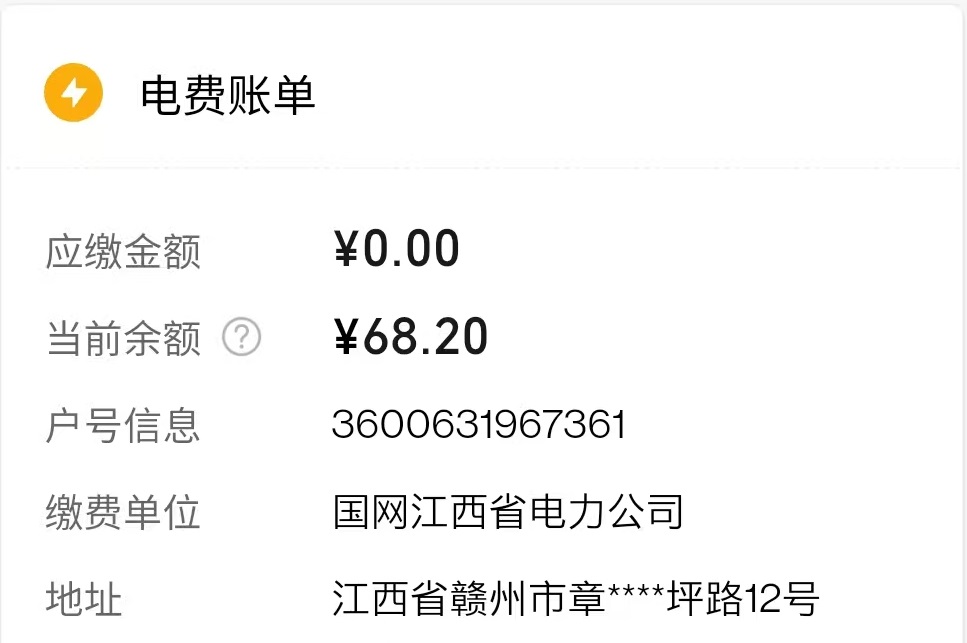 电费账单
应缴金额 ¥0.00
当前余额 ? ¥68.20
户号信息 3600631967361
缴费单位 国网江西省电力公司
地址 江西省赣州市章****坪路12号